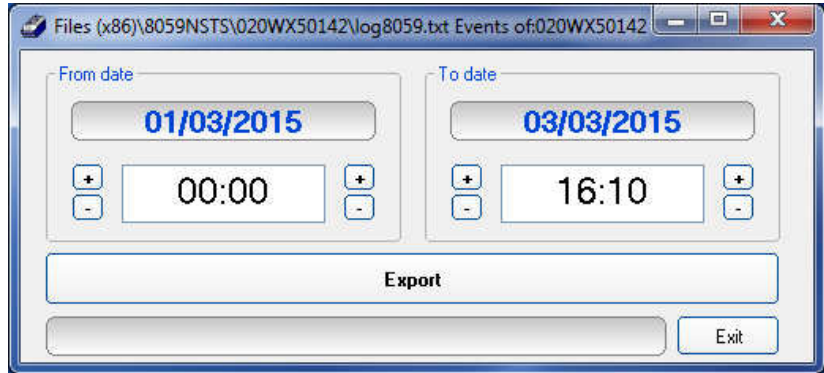 Files (x86)\8059NSTS\020WX50142\log8059.txt Events of:020WX50142
From date
To date
01/03/2015
03/03/2015
+ 00:00 + + 16:10 +
- - - -
Export
Exit